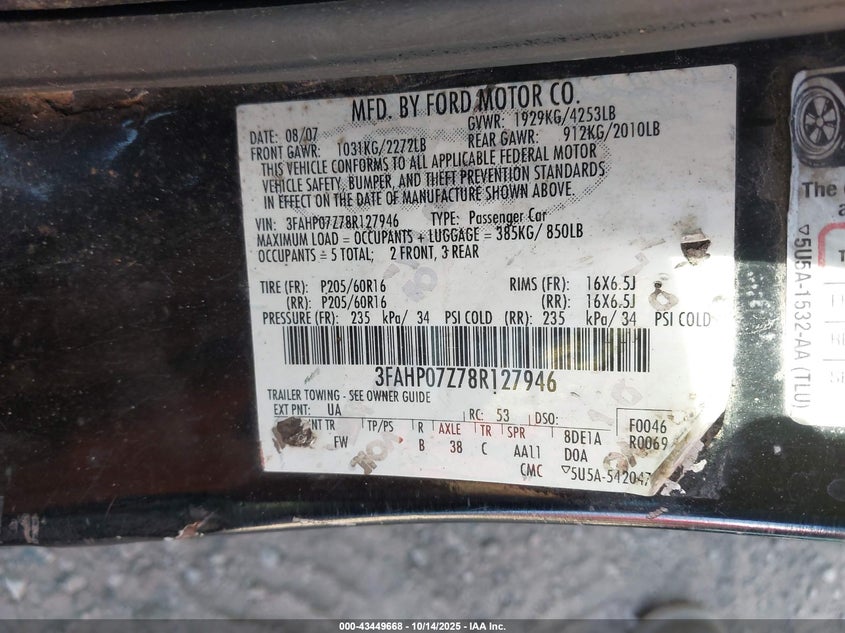 MFD. BY FORD MOTOR CO.
DATE: 08/07 GVWR: 1929KG/4253LB
FRONT GAWR: 1031KG/2272LB REAR GAWR: 912KG/2010LB
THIS VEHICLE CONFORMS TO ALL APPLICABLE FEDERAL MOTOR
VEHICLE SAFETY, BUMPER, AND THEFT PREVENTION STANDARDS
IN EFFECT ON THE DATE OF MANUFACTURE SHOWN ABOVE.
VIN: 3FAHP07Z78R127946 TYPE: Passenger Car
MAXIMUM LOAD = OCCUPANTS + LUGGAGE = 385KG/ 850LB
OCCUPANTS = 5 TOTAL; 2 FRONT, 3 REAR
TIRE (FR): P205/60R16 RIMS (FR): 16X6.5J
(RR): P205/60R16 (RR): 16X6.5J
PRESSURE (FR): 235 kPa/ 34 PSI COLD (RR): 235 kPa/ 34 PSI COLD
3FAHP07Z78R127946
TRAILER TOWING - SEE OWNER GUIDE
EXT PNT: UA RC: 53 DSO: F0046
NT TR TP/PS R AXLE TR SPR 8DE1A R0069
FW B 38 C AA11 D0A
CMC ▽5U5A-542047
▽5U5A-1532-AA (TLU)
The
000-43449668 - 10/14/2025 - IAA Inc.